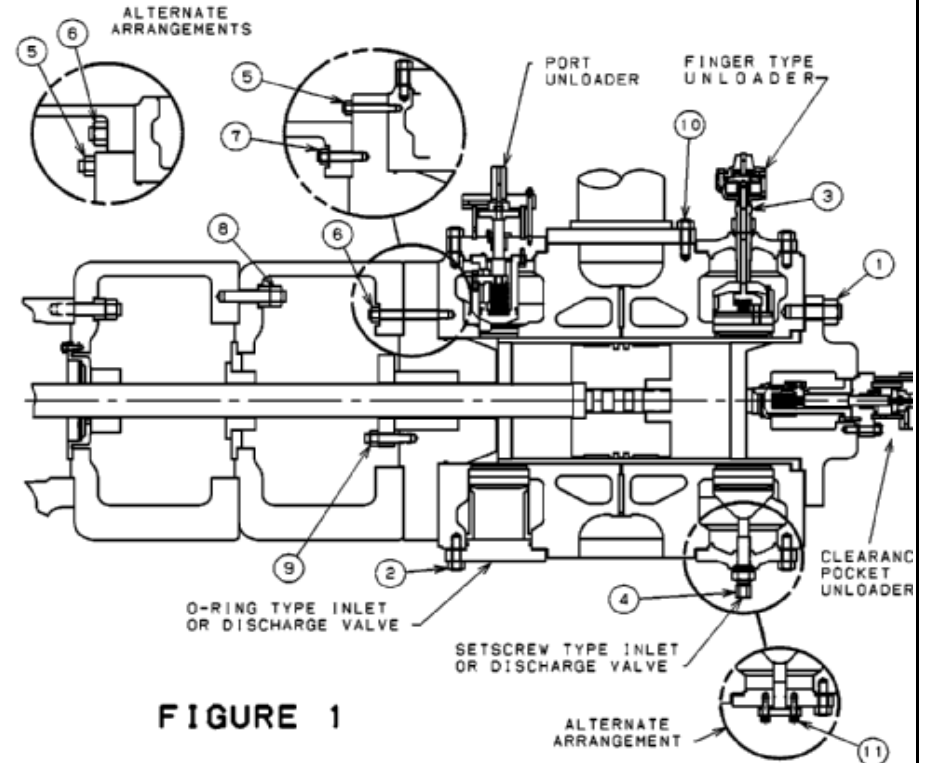 ALTERNATE
ARRANGEMENTS
5
6
5
5
7
PORT
UNLOADER
FINGER TYPE
UNLOADER
10
3
8
6
1
9
2
4
O-RING TYPE INLET
OR DISCHARGE VALVE
SETSCREW TYPE INLET
OR DISCHARGE VALVE
CLEARANC
POCKET
UNLOADER
FIGURE 1
ALTERNATE
ARRANGEMENT
11